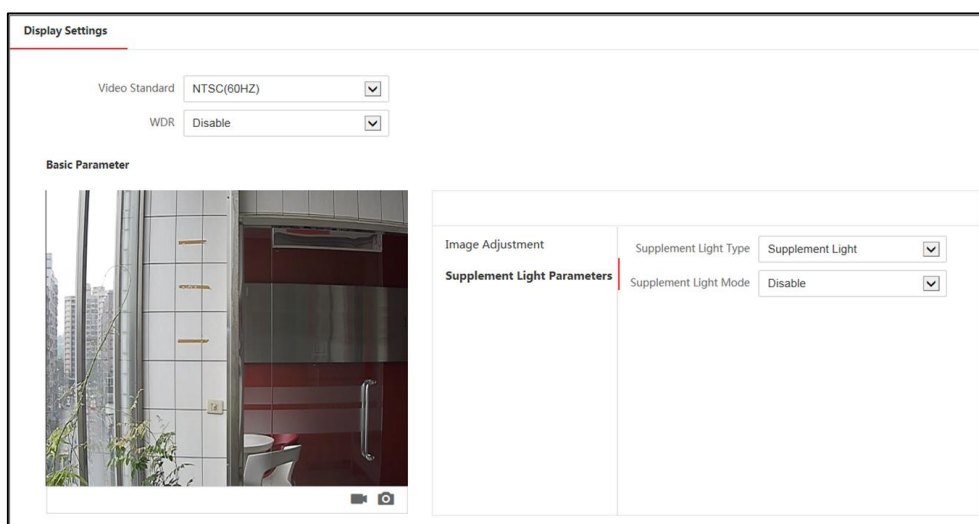 Display Settings
Video Standard NTSC(60HZ)
WDR Disable
Basic Parameter
Image Adjustment
Supplement Light Parameters
Supplement Light Type Supplement Light
Supplement Light Mode Disable